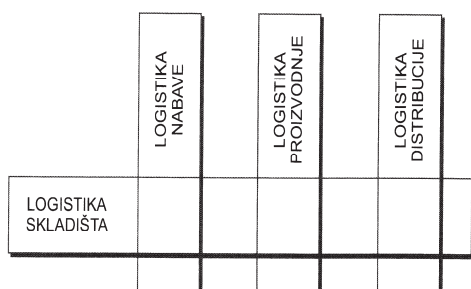 LOGISTIKA
NABAVE
LOGISTIKA
PROIZVODNJE
LOGISTIKA
DISTRIBUCIJE
LOGISTIKA
SKLADIŠTA